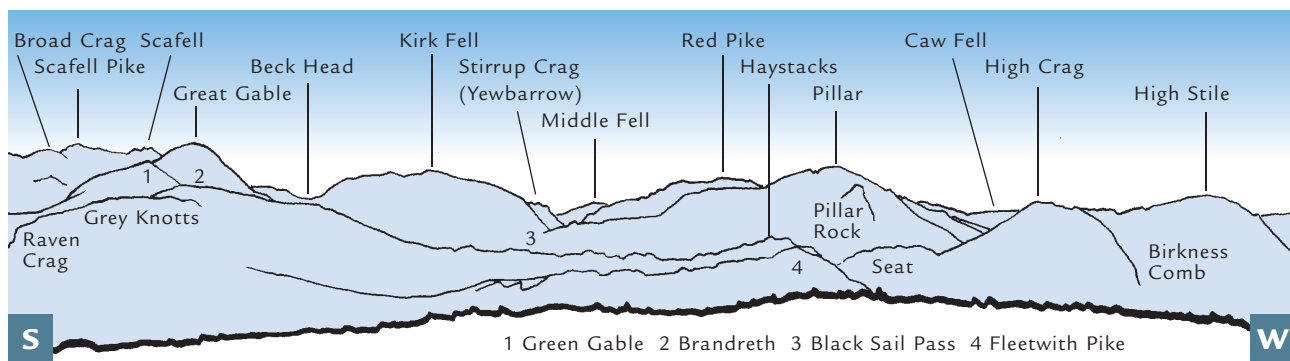 Broad Crag Scafell
Scafell Pike
Beck Head
Great Gable
Kirk Fell
Stirrup Crag
(Yewbarrow)
Middle Fell
Red Pike
Haystacks
Pillar
Caw Fell
High Crag
High Stile
1
2
Grey Knotts
Raven
Crag
3
Pillar
Rock
4
Seat
Birkness
Comb
S
1 Green Gable 2 Brandreth 3 Black Sail Pass 4 Fleetwith Pike
W